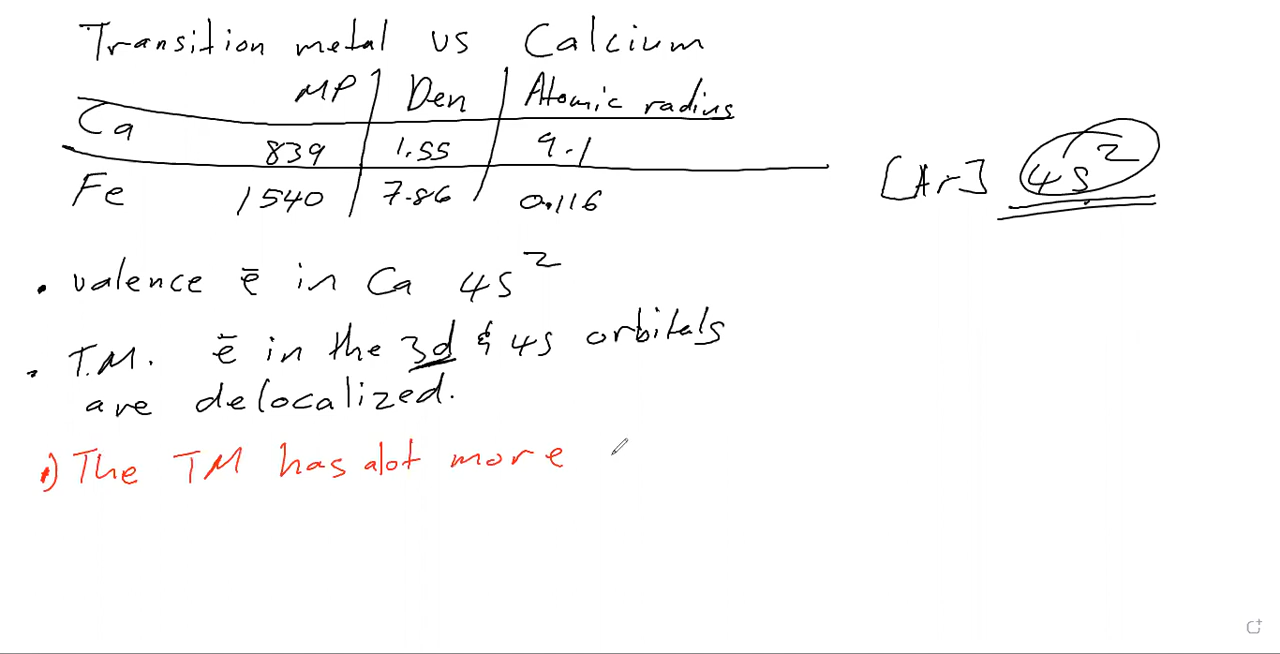 Transition metal vs Calcium
MP Den Atomic radius
Ca 839 1.55 9.1
Fe 1540 7.86 0.116
[Ar] 4s²
• valence ē in Ca 4s²
• T.M. ē in the 3d & 4s orbitals
are delocalized.
1) The TM has alot more